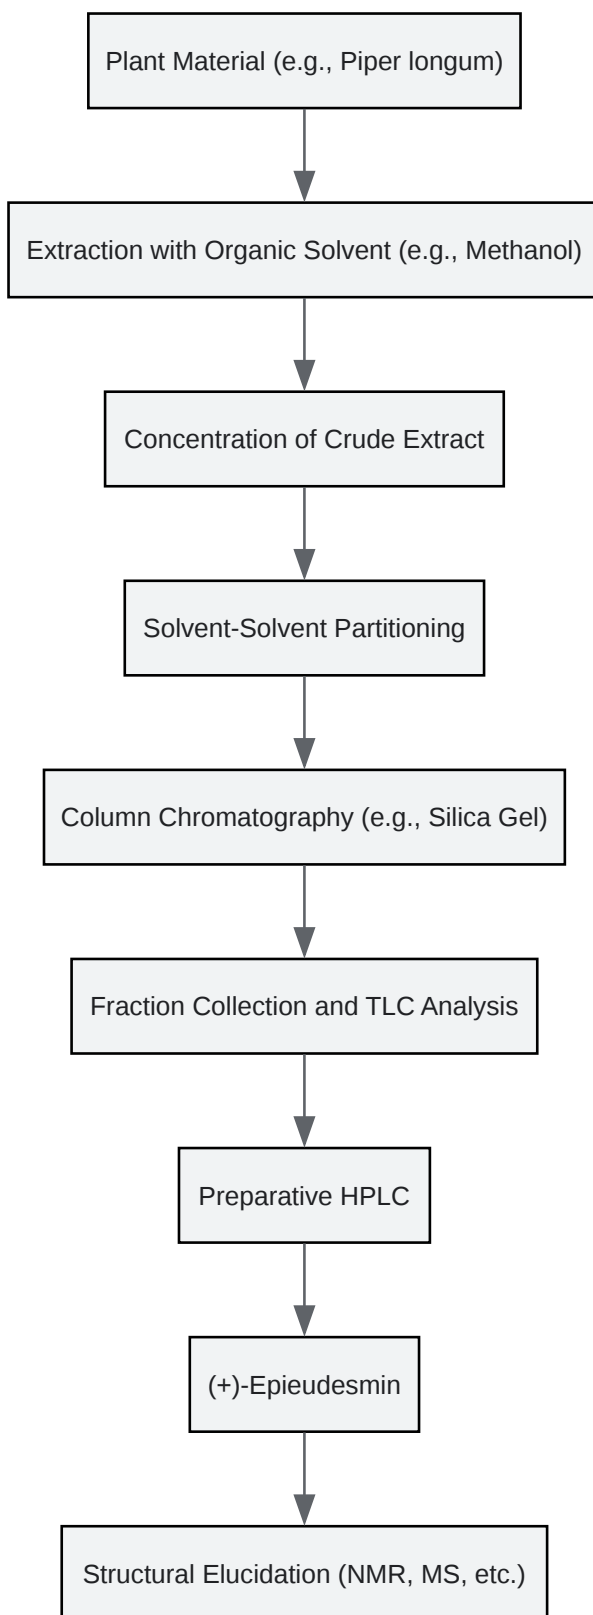 Plant Material (e.g., Piper longum)
Extraction with Organic Solvent (e.g., Methanol)
Concentration of Crude Extract
Solvent-Solvent Partitioning
Column Chromatography (e.g., Silica Gel)
Fraction Collection and TLC Analysis
Preparative HPLC
(+)-Epieudesmin
Structural Elucidation (NMR, MS, etc.)